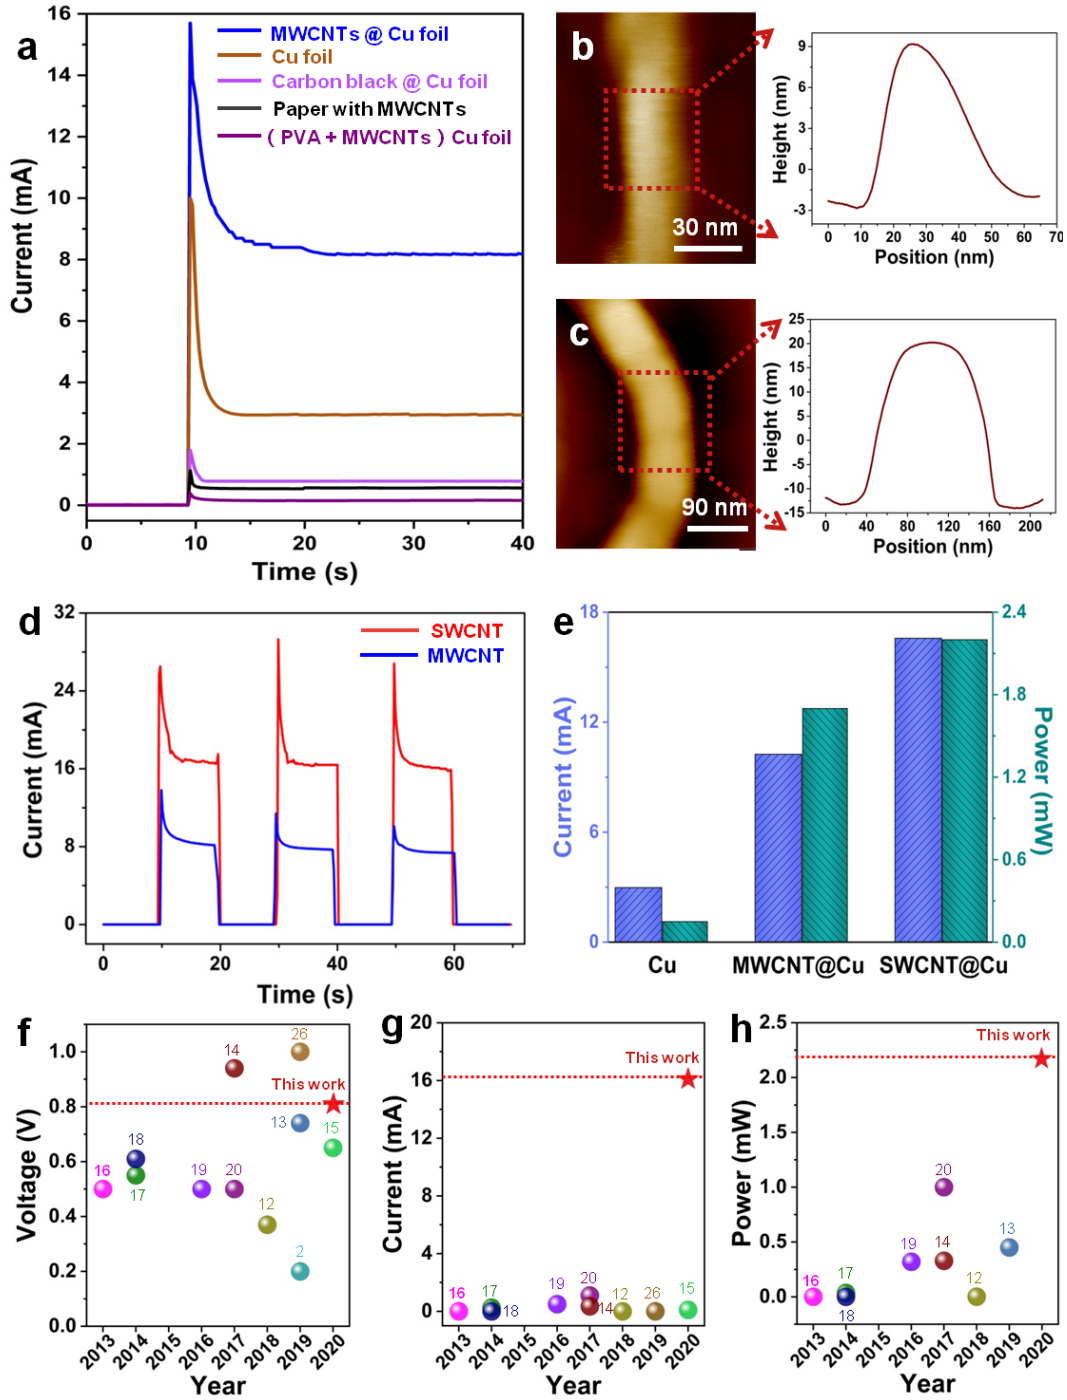 a
16
14
12
10
8
6
4
2
0
Current (mA)
MWCNTs @ Cu foil
Cu foil
Carbon black @ Cu foil
Paper with MWCNTs
( PVA + MWCNTs ) Cu foil
0 10 20 30 40
Time (s)
b
30 nm
9
6
3
0
-3
Height (nm)
0 10 20 30 40 50 60 70
Position (nm)
c
90 nm
25
20
15
10
5
0
-5
-10
-15
Height (nm)
0 40 80 120 160 200
Position (nm)
d
32
24
16
8
0
Current (mA)
SWCNT
MWCNT
0 20 40 60
Time (s)
e
18
12
6
0
Current (mA)
2.4
1.8
1.2
0.6
0.0
Power (mW)
Cu MWCNT@Cu SWCNT@Cu
f
1.0
0.8
0.6
0.4
0.2
0.0
Voltage (V)
26
14
This work
13
15
18
16
17
19
20
12
2
2013 2014 2015 2016 2017 2018 2019 2020
Year
g
20
16
12
8
4
0
Current (mA)
This work
16
17
18
19
20
14
12
26
15
2013 2014 2015 2016 2017 2018 2019 2020
Year
h
2.5
2.0
1.5
1.0
0.5
0.0
Power (mW)
This work
20
19
14
13
16
17
18
12
2013 2014 2015 2016 2017 2018 2019 2020
Year